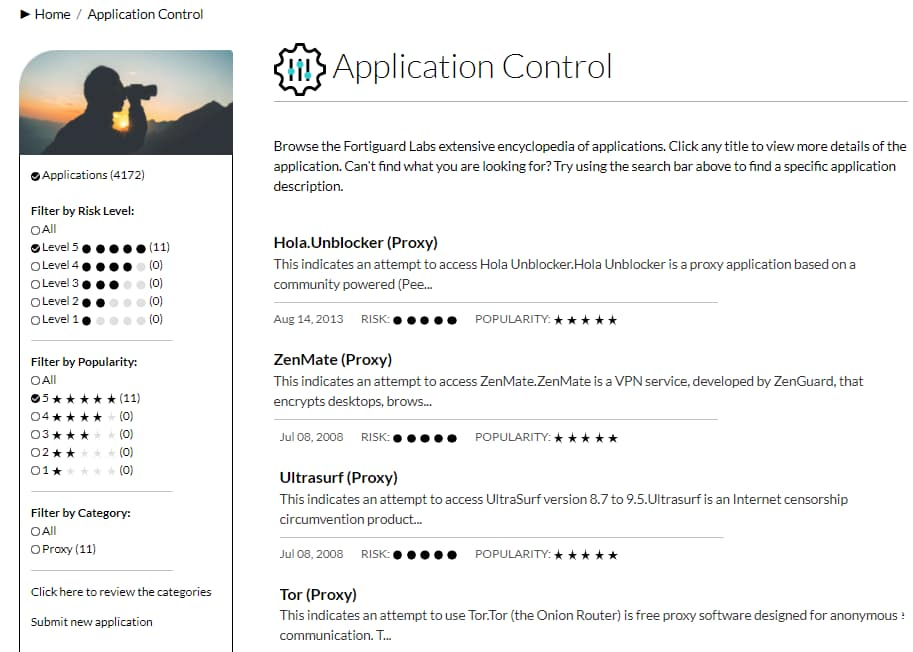 Home / Application Control
Application Control
Applications (4172)
Filter by Risk Level:
All
Level 5 (11)
Level 4 (0)
Level 3 (0)
Level 2 (0)
Level 1 (0)
Filter by Popularity:
All
5 ★ ★ ★ ★ ★ (11)
4 ★ ★ ★ ★ ★ (0)
3 ★ ★ ★ ★ ★ (0)
2 ★ ★ ★ ★ ★ (0)
1 ★ ★ ★ ★ ★ (0)
Filter by Category:
All
Proxy (11)
Click here to review the categories
Submit new application
Browse the Fortiguard Labs extensive encyclopedia of applications. Click any title to view more details of the
application. Can't find what you are looking for? Try using the search bar above to find a specific application
description.
Hola.Unblocker (Proxy)
This indicates an attempt to access Hola Unblocker.Hola Unblocker is a proxy application based on a
community powered (Pee...
Aug 14, 2013 RISK: ● ● ● ● ● POPULARITY: ★ ★ ★ ★ ★
ZenMate (Proxy)
This indicates an attempt to access ZenMate.ZenMate is a VPN service, developed by ZenGuard, that
encrypts desktops, brows...
Jul 08, 2008 RISK: ● ● ● ● ● POPULARITY: ★ ★ ★ ★ ★
Ultrasurf (Proxy)
This indicates an attempt to access UltraSurf version 8.7 to 9.5.Ultrasurf is an Internet censorship
circumvention product...
Jul 08, 2008 RISK: ● ● ● ● ● POPULARITY: ★ ★ ★ ★ ★
Tor (Proxy)
This indicates an attempt to use Tor.Tor (the Onion Router) is free proxy software designed for anonymous
communication. T...